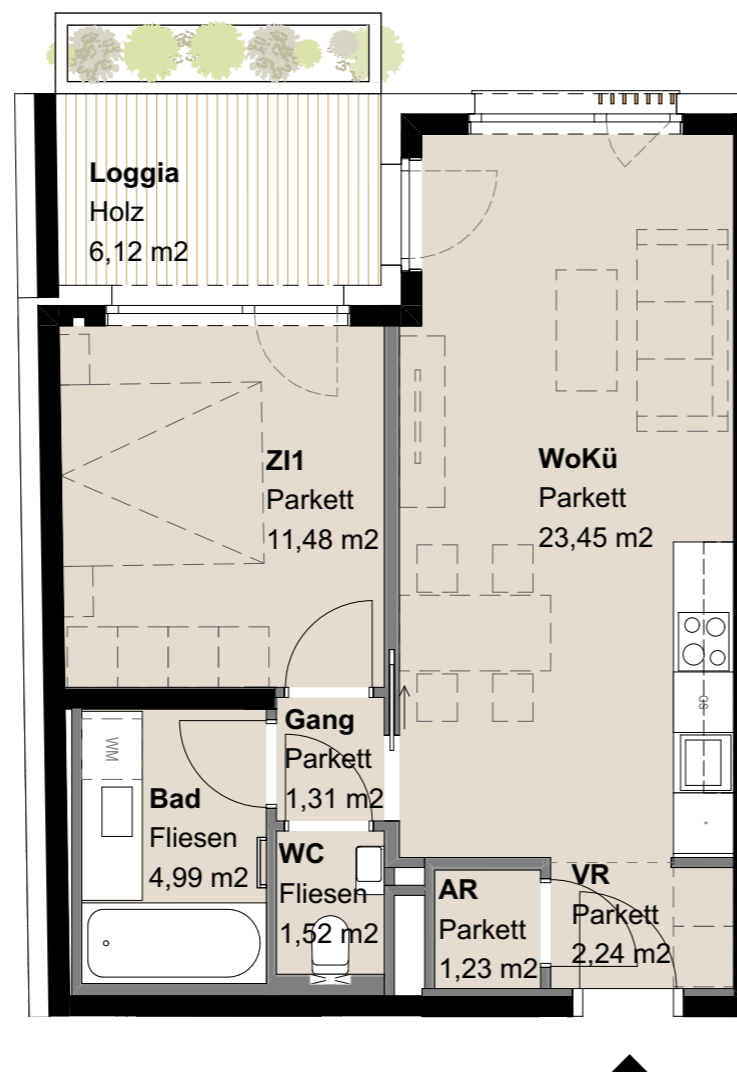 Loggia
Holz
6,12 m2
ZI1
Parkett
11,48 m2
WoKü
Parkett
23,45 m2
GS
Gang
Parkett
1,31 m2
WM
Bad
Fliesen
4,99 m2
WC
Fliesen
1,52 m2
AR
Parkett
1,23 m2
VR
Parkett
2,24 m2